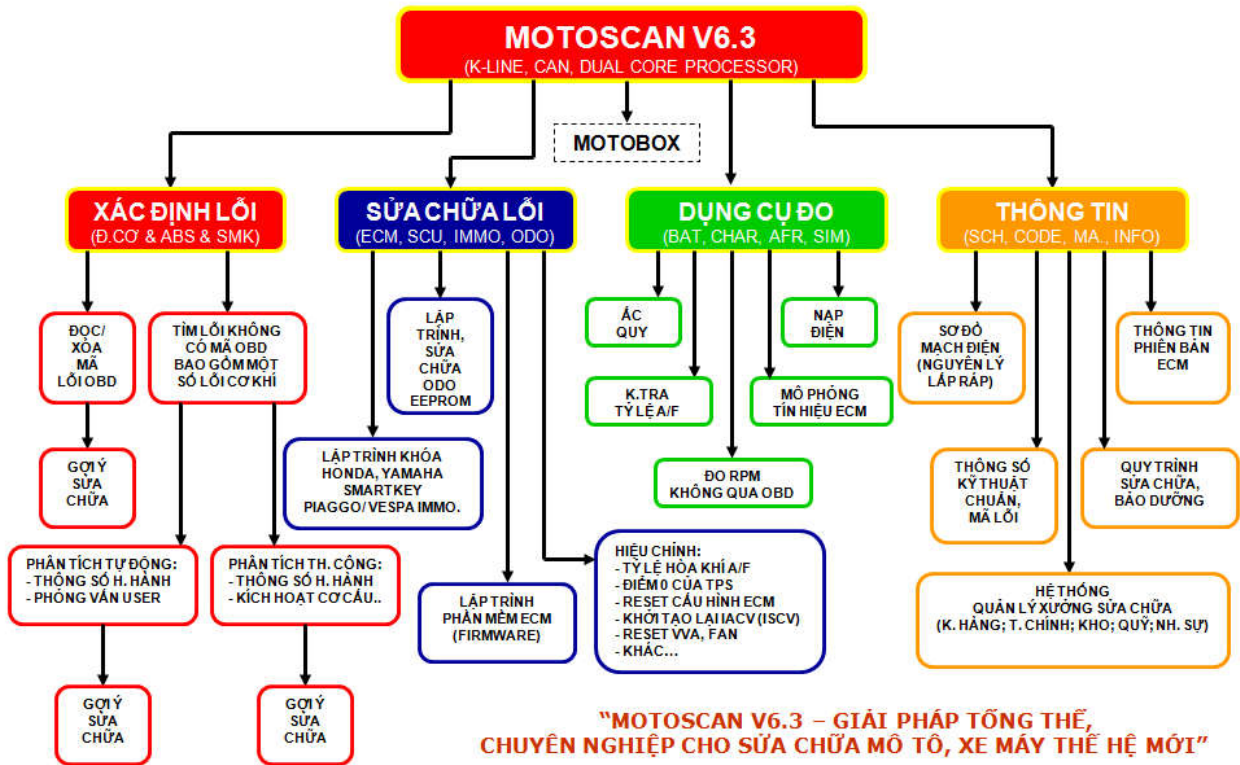 MOTOSCAN V6.3
(K-LINE, CAN, DUAL CORE PROCESSOR)
MOTOBOX
XÁC ĐỊNH LỖI
(Đ.CƠ & ABS & SMK)
SỬA CHỮA LỖI
(ECM, SCU, IMMO, ODO)
DỤNG CỤ ĐO
(BAT, CHAR, AFR, SIM)
THÔNG TIN
(SCH, CODE, MA., INFO)
ĐỌC/
XÓA
MÃ
LỖI OBD
TÌM LỖI KHÔNG
CÓ MÃ OBD
BAO GỒM MỘT
SỐ LỖI CƠ KHÍ
LẬP
TRÌNH,
SỬA
CHỮA
ODO
EEPROM
ẮC
QUY
NẠP
ĐIỆN
SƠ ĐỒ
MẠCH ĐIỆN
(NGUYÊN LÝ
LẮP RÁP)
THÔNG TIN
PHIÊN BẢN
ECM
K.TRA
TỶ LỆ A/F
MÔ PHỎNG
TÍN HIỆU ECM
GỢI Ý
SỬA
CHỮA
LẬP TRÌNH KHÓA
HONDA, YAMAHA
SMARTKEY
PIAGGO/ VESPA IMMO.
ĐO RPM
KHÔNG QUA OBD
THÔNG SỐ
KỸ THUẬT
CHUẨN,
MÃ LỖI
QUY TRÌNH
SỬA CHỮA,
BẢO DƯỠNG
PHÂN TÍCH TỰ ĐỘNG:
- THÔNG SỐ H. HÀNH
- PHỎNG VẤN USER
PHÂN TÍCH TH. CÔNG:
- THÔNG SỐ H. HÀNH
- KÍCH HOẠT CƠ CẤU..
LẬP TRÌNH
PHẦN MỀM ECM
(FIRMWARE)
HIỆU CHỈNH:
- TỶ LỆ HÒA KHÍ A/F
- ĐIỂM 0 CỦA TPS
- RESET CẤU HÌNH ECM
- KHỞI TẠO LẠI IACV (ISCV)
- RESET VVA, FAN
- KHÁC...
HỆ THỐNG
QUẢN LÝ XƯỞNG SỬA CHỮA
(K. HÀNG; T. CHÍNH; KHO; QUỸ; NH. SỰ)
GỢI Ý
SỬA
CHỮA
GỢI Ý
SỬA
CHỮA
“MOTOSCAN V6.3 – GIẢI PHÁP TỔNG THỂ,
CHUYÊN NGHIỆP CHO SỬA CHỮA MÔ TÔ, XE MÁY THẾ HỆ MỚI”